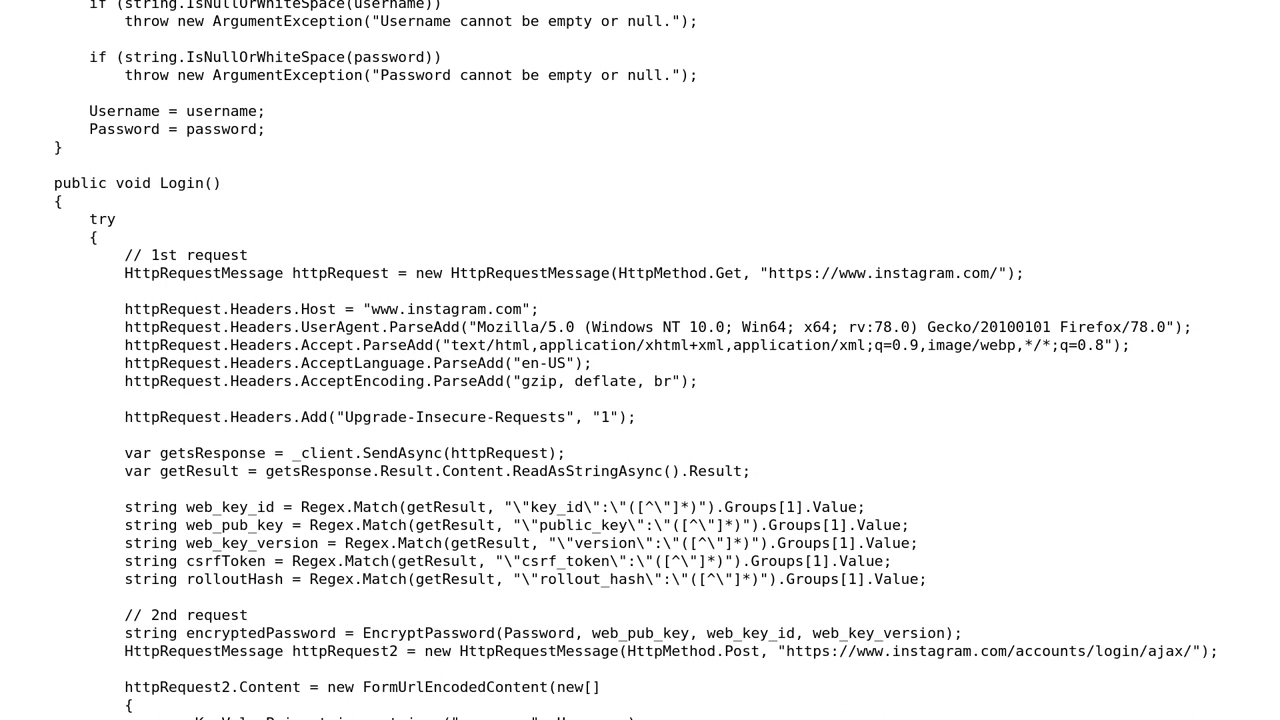 if (string.IsNullOrWhiteSpace(username))
throw new ArgumentException("Username cannot be empty or null.");
if (string.IsNullOrWhiteSpace(password))
throw new ArgumentException("Password cannot be empty or null.");
Username = username;
Password = password;
}
public void Login()
{
try
{
// 1st request
HttpRequestMessage httpRequest = new HttpRequestMessage(HttpMethod.Get, "https://www.instagram.com/");
httpRequest.Headers.Host = "www.instagram.com";
httpRequest.Headers.UserAgent.ParseAdd("Mozilla/5.0 (Windows NT 10.0; Win64; x64; rv:78.0) Gecko/20100101 Firefox/78.0");
httpRequest.Headers.Accept.ParseAdd("text/html,application/xhtml+xml,application/xml;q=0.9,image/webp,*/*;q=0.8");
httpRequest.Headers.AcceptLanguage.ParseAdd("en-US");
httpRequest.Headers.AcceptEncoding.ParseAdd("gzip, deflate, br");
httpRequest.Headers.Add("Upgrade-Insecure-Requests", "1");
var getsResponse = _client.SendAsync(httpRequest);
var getResult = getsResponse.Result.Content.ReadAsStringAsync().Result;
string web_key_id = Regex.Match(getResult, "\"key_id\":\"([^\"]*)").Groups[1].Value;
string web_pub_key = Regex.Match(getResult, "\"public_key\":\"([^\"]*)").Groups[1].Value;
string web_key_version = Regex.Match(getResult, "\"version\":\"([^\"]*)").Groups[1].Value;
string csrfToken = Regex.Match(getResult, "\"csrf_token\":\"([^\"]*)").Groups[1].Value;
string rolloutHash = Regex.Match(getResult, "\"rollout_hash\":\"([^\"]*)").Groups[1].Value;
// 2nd request
string encryptedPassword = EncryptPassword(Password, web_pub_key, web_key_id, web_key_version);
HttpRequestMessage httpRequest2 = new HttpRequestMessage(HttpMethod.Post, "https://www.instagram.com/accounts/login/ajax/");
httpRequest2.Content = new FormUrlEncodedContent(new[]
{